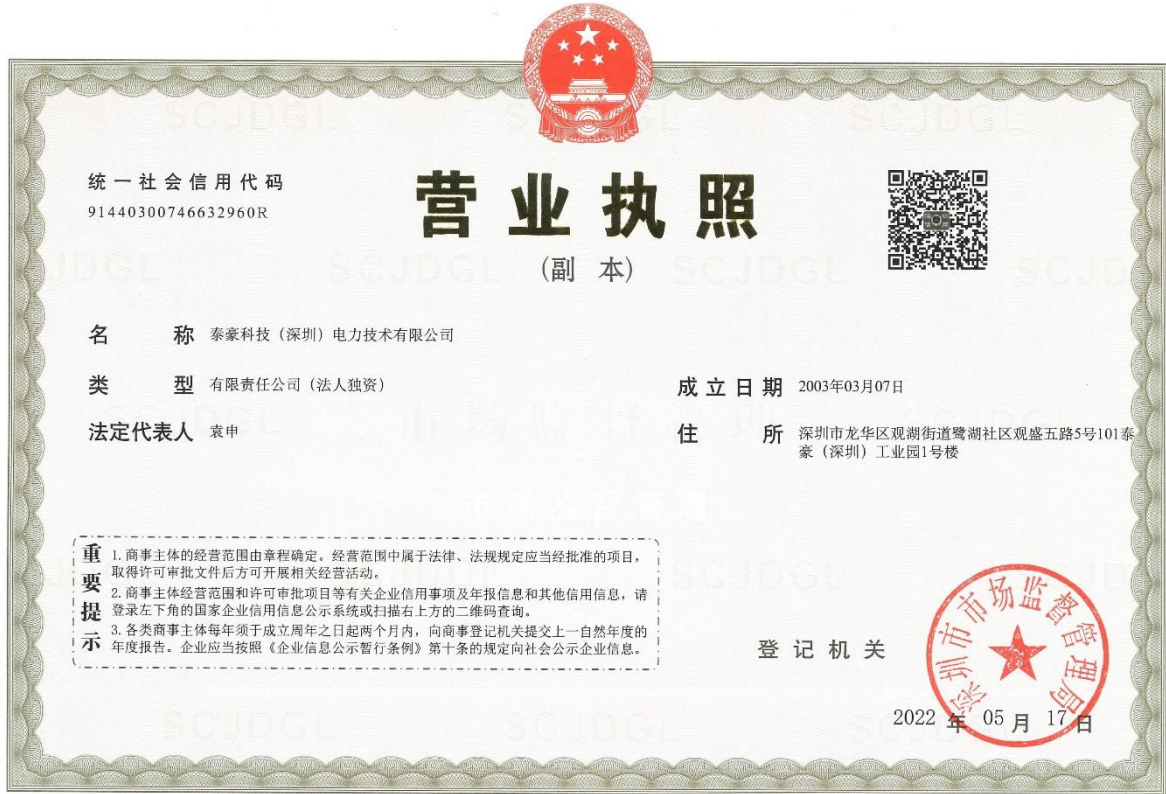 统一社会信用代码
91440300746632960R
营业执照
(副 本)
名 称 泰豪科技（深圳）电力技术有限公司
类 型 有限责任公司（法人独资）
成立日期 2003年03月07日
法定代表人 袁申
住 所 深圳市龙华区观湖街道鹭湖社区观盛五路5号101泰
豪（深圳）工业园1号楼
重要提示
1. 商事主体的经营范围由章程确定。经营范围中属于法律、法规规定应当经批准的项目，
取得许可审批文件后方可开展相关经营活动。
2. 商事主体经营范围和许可审批项目等有关企业信用事项及年报信息和其他信用信息，请
登录左下角的国家企业信用信息公示系统或扫描右上方的二维码查询。
3. 各类商事主体每年须于成立周年之日起两个月内，向商事登记机关提交上一自然年度的
年度报告。企业应当按照《企业信息公示暂行条例》第十条的规定向社会公示企业信息。
登记机关
深圳市市场监督管理局
2022 年 05 月 17 日
SCJDGL
市场监督管理